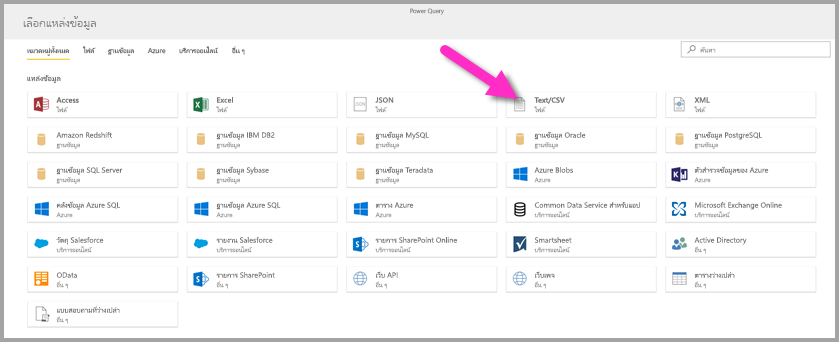 Power Query
เลือกแหล่งข้อมูล
หมวดหมู่ทั้งหมด ไฟล์ ฐานข้อมูล Azure บริการออนไลน์ อื่น ๆ
ค้นหา
แหล่งข้อมูล
Access Excel JSON Text/CSV XML
ไฟล์ ไฟล์ JSON ไฟล์ ไฟล์ ไฟล์
Amazon Redshift ฐานข้อมูล IBM DB2 ฐานข้อมูล MySQL ฐานข้อมูล Oracle ฐานข้อมูล PostgreSQL
ฐานข้อมูล ฐานข้อมูล ฐานข้อมูล ฐานข้อมูล ฐานข้อมูล
ฐานข้อมูล SQL Server ฐานข้อมูล Sybase ฐานข้อมูล Teradata Azure Blobs ตัวสำรวจข้อมูลของ Azure
ฐานข้อมูล ฐานข้อมูล ฐานข้อมูล Azure Azure
คลังข้อมูล Azure SQL ฐานข้อมูล Azure SQL ตาราง Azure Common Data Service สำหรับแอป Microsoft Exchange Online
Azure Azure Azure บริการออนไลน์ บริการออนไลน์
วัตถุ Salesforce รายงาน Salesforce รายการ SharePoint Online Smartsheet Active Directory
บริการออนไลน์ บริการออนไลน์ บริการออนไลน์ บริการออนไลน์ อื่น ๆ
OData รายการ SharePoint เว็บ API เว็บเพจ ตารางว่างเปล่า
อื่น ๆ อื่น ๆ อื่น ๆ อื่น ๆ อื่น ๆ
แบบสอบถามที่ว่างเปล่า
อื่น ๆ